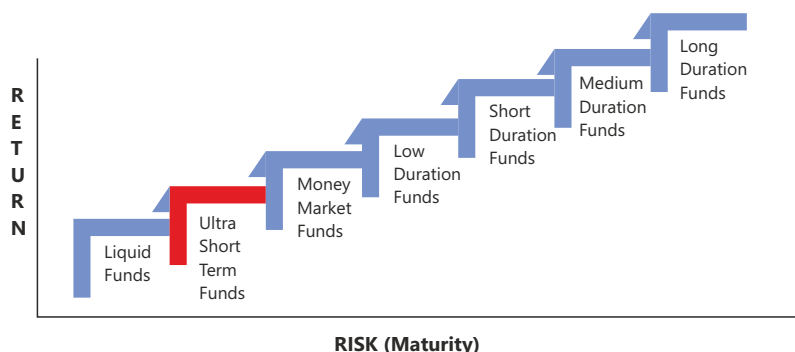 RETURN
Liquid
Funds
Ultra
Short
Term
Funds
Money
Market
Funds
Low
Duration
Funds
Short
Duration
Funds
Medium
Duration
Funds
Long
Duration
Funds
RISK (Maturity)